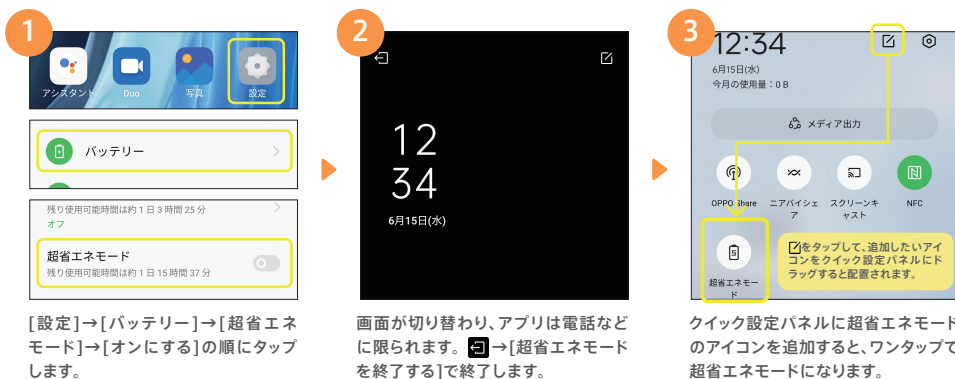 1
アシスタント
Duo
写真
設定
バッテリー
残り使用可能時間は約 1 日 3 時間 25 分
オフ
超省エネモード
残り使用可能時間は約 1 日 15 時間 37 分
[設定]→[バッテリー]→[超省エネ
モード]→[オンにする]の順にタップ
します。
2
12
34
6月15日(水)
画面が切り替わり、アプリは電話など
に限られます。→[超省エネモード
を終了する]で終了します。
3
12:34
6月15日(水)
今月の使用量:0 B
メディア出力
OPPO Share
ニアバイシェ
ア
スクリーンキ
ャスト
NFC
超省エネモー
ド
をタップして、追加したいアイ
コンをクイック設定パネルにド
ラッグすると配置されます。
クイック設定パネルに超省エネモード
のアイコンを追加すると、ワンタップで
超省エネモードになります。